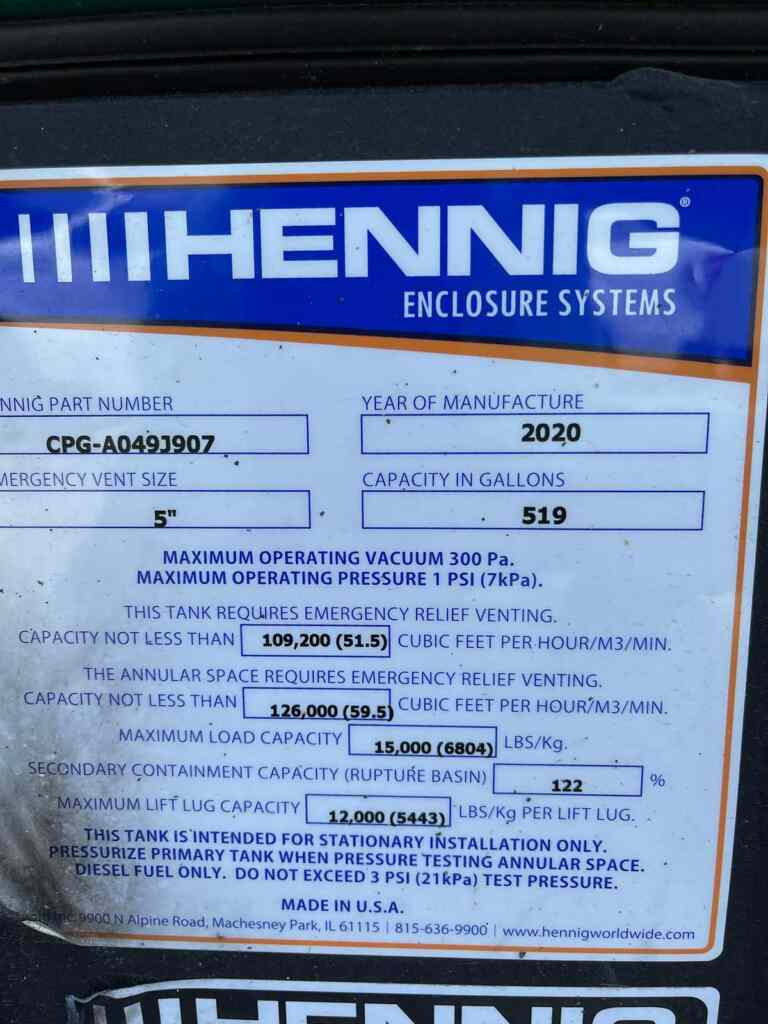 HENNIG®
ENCLOSURE SYSTEMS
NNIG PART NUMBER
YEAR OF MANUFACTURE
CPG-A049J907
2020
MERGENCY VENT SIZE
CAPACITY IN GALLONS
5"
519
MAXIMUM OPERATING VACUUM 300 Pa.
MAXIMUM OPERATING PRESSURE 1 PSI (7kPa).
THIS TANK REQUIRES EMERGENCY RELIEF VENTING.
CAPACITY NOT LESS THAN 109,200 (51.5) CUBIC FEET PER HOUR/M3/MIN.
THE ANNULAR SPACE REQUIRES EMERGENCY RELIEF VENTING.
CAPACITY NOT LESS THAN 126,000 (59.5) CUBIC FEET PER HOUR/M3/MIN.
MAXIMUM LOAD CAPACITY 15,000 (6804) LBS/Kg.
SECONDARY CONTAINMENT CAPACITY (RUPTURE BASIN) 122 %
MAXIMUM LIFT LUG CAPACITY 12,000 (5443) LBS/Kg PER LIFT LUG.
THIS TANK IS INTENDED FOR STATIONARY INSTALLATION ONLY.
PRESSURIZE PRIMARY TANK WHEN PRESSURE TESTING ANNULAR SPACE.
DIESEL FUEL ONLY. DO NOT EXCEED 3 PSI (21kPa) TEST PRESSURE.
MADE IN U.S.A.
Inc. 9900 N Alpine Road, Machesney Park, IL 61115 | 815-636-9900 | www.hennigworldwide.com
HENNIG